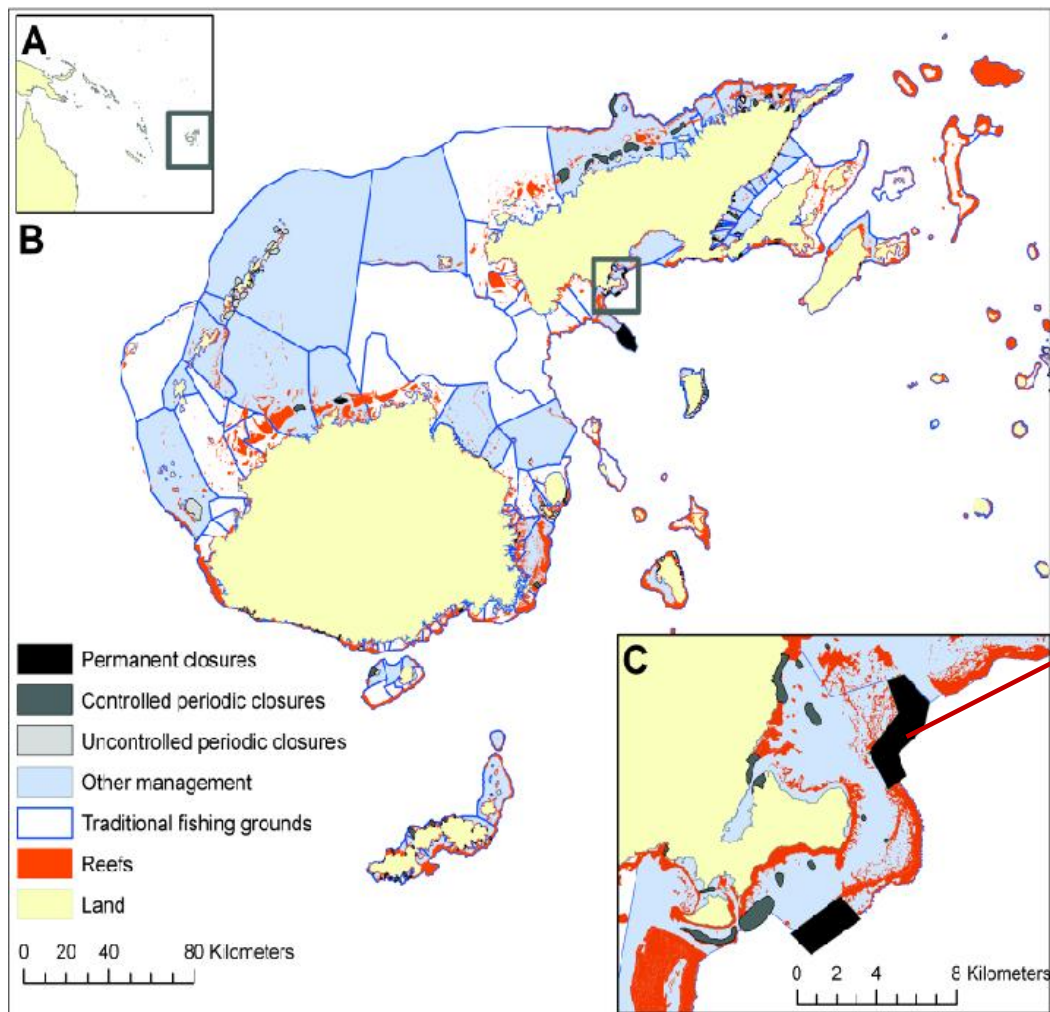 A
B
Permanent closures
Controlled periodic closures
Uncontrolled periodic closures
Other management
Traditional fishing grounds
Reefs
Land
0 20 40 80 Kilometers
C
0 2 4 8 Kilometers